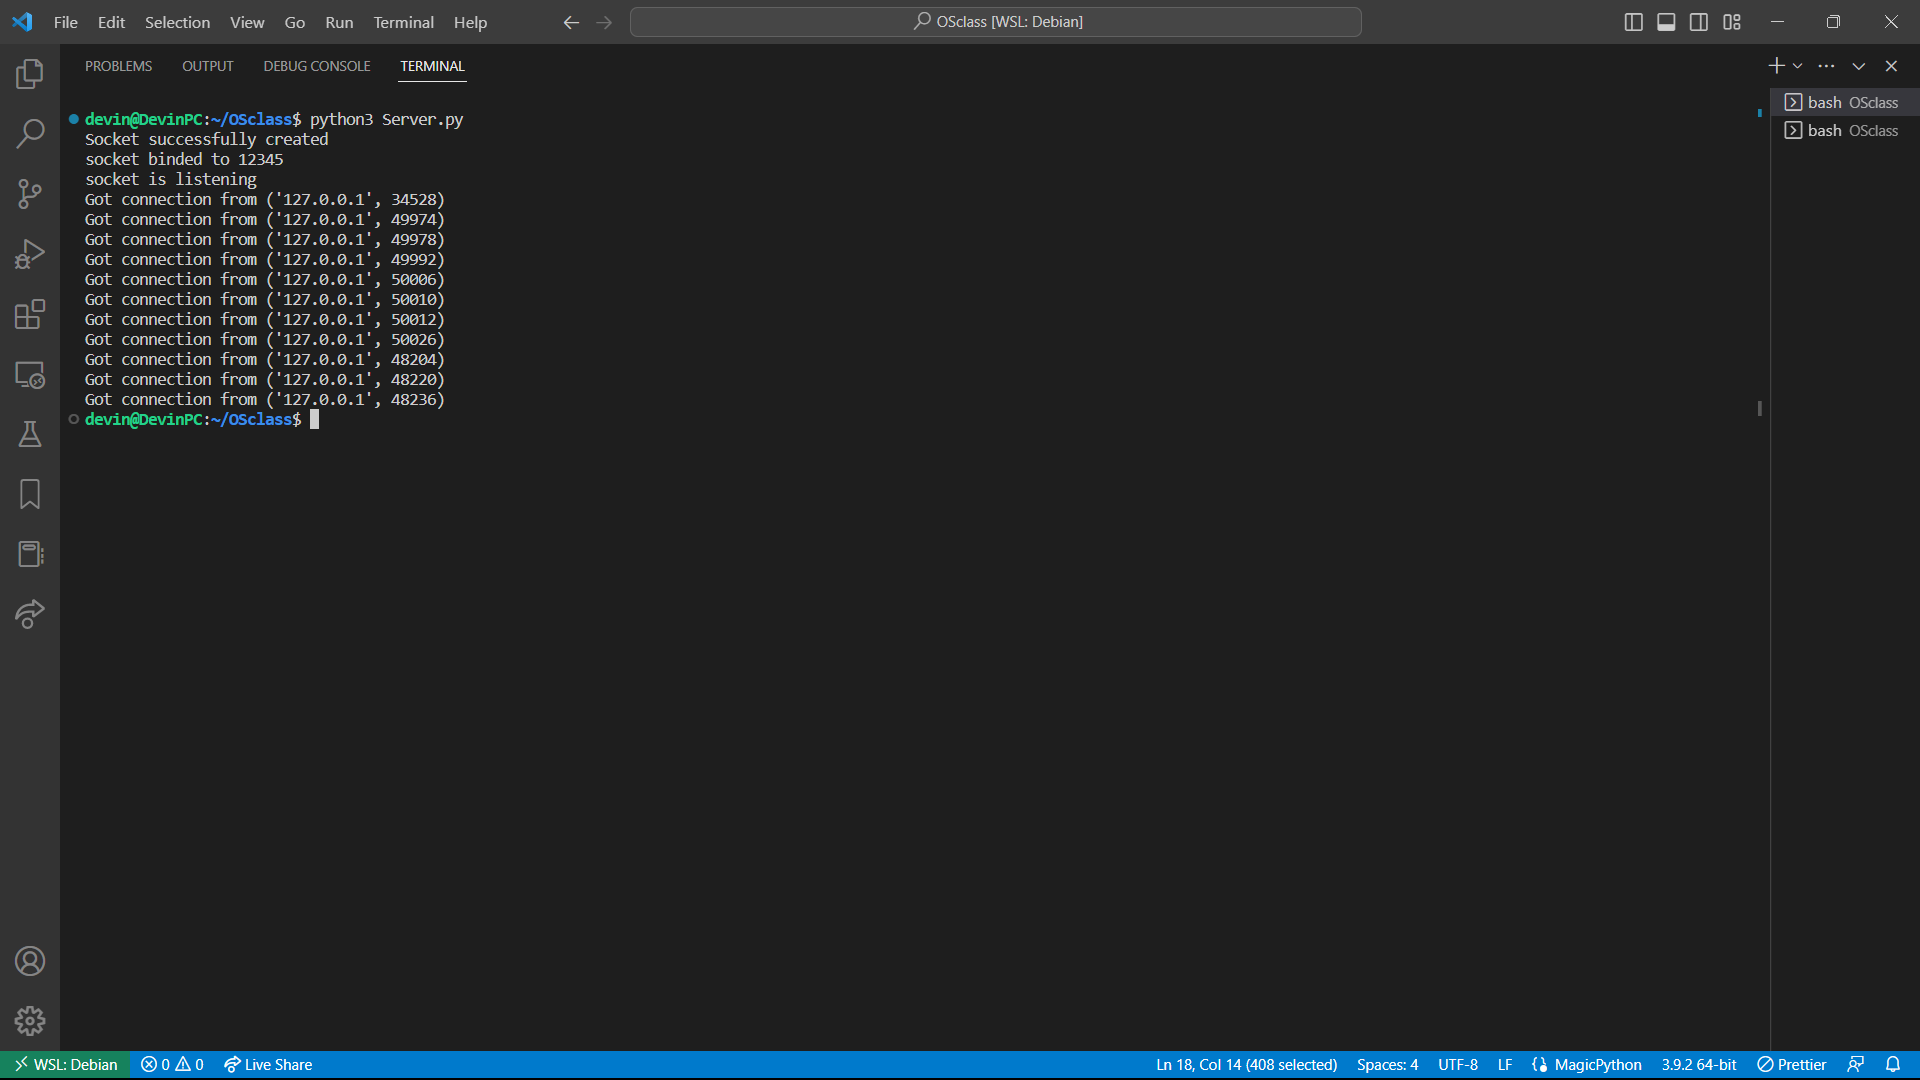 File Edit Selection View Go Run Terminal Help
OSclass [WSL: Debian]
PROBLEMS OUTPUT DEBUG CONSOLE TERMINAL
bash OSclass
bash OSclass
devin@DevinPC:~/OSclass$ python3 Server.py
Socket successfully created
socket binded to 12345
socket is listening
Got connection from ('127.0.0.1', 34528)
Got connection from ('127.0.0.1', 49974)
Got connection from ('127.0.0.1', 49978)
Got connection from ('127.0.0.1', 49992)
Got connection from ('127.0.0.1', 50006)
Got connection from ('127.0.0.1', 50010)
Got connection from ('127.0.0.1', 50012)
Got connection from ('127.0.0.1', 50026)
Got connection from ('127.0.0.1', 48204)
Got connection from ('127.0.0.1', 48220)
Got connection from ('127.0.0.1', 48236)
devin@DevinPC:~/OSclass$
WSL: Debian 0 0 Live Share Ln 18, Col 14 (408 selected) Spaces: 4 UTF-8 LF MagicPython 3.9.2 64-bit Prettier